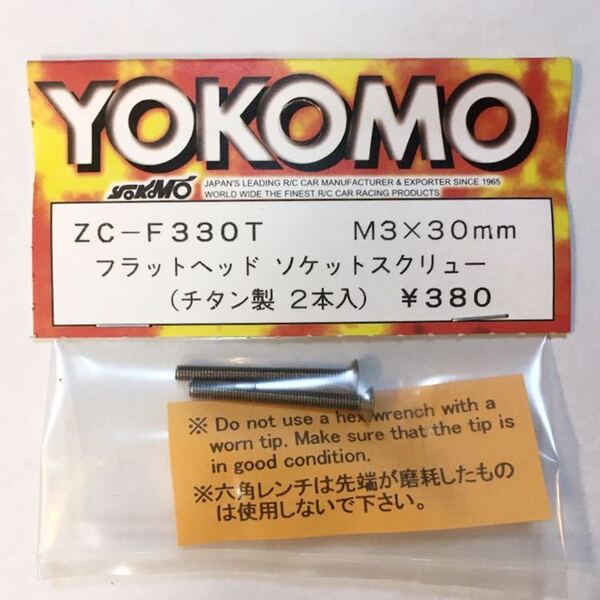 YOKOMO
YOKOMO JAPAN'S LEADING R/C CAR MANUFACTURER & EXPORTER SINCE 1965
WORLD WIDE THE FINEST R/C CAR RACING PRODUCTS
ZC-F330T M3×30mm
フラットヘッド ソケットスクリュー
(チタン製 2本入) ¥380
※ Do not use a hex wrench with a
worn tip. Make sure that the tip is
in good condition.
※六角レンチは先端が磨耗したもの
は使用しないで下さい。